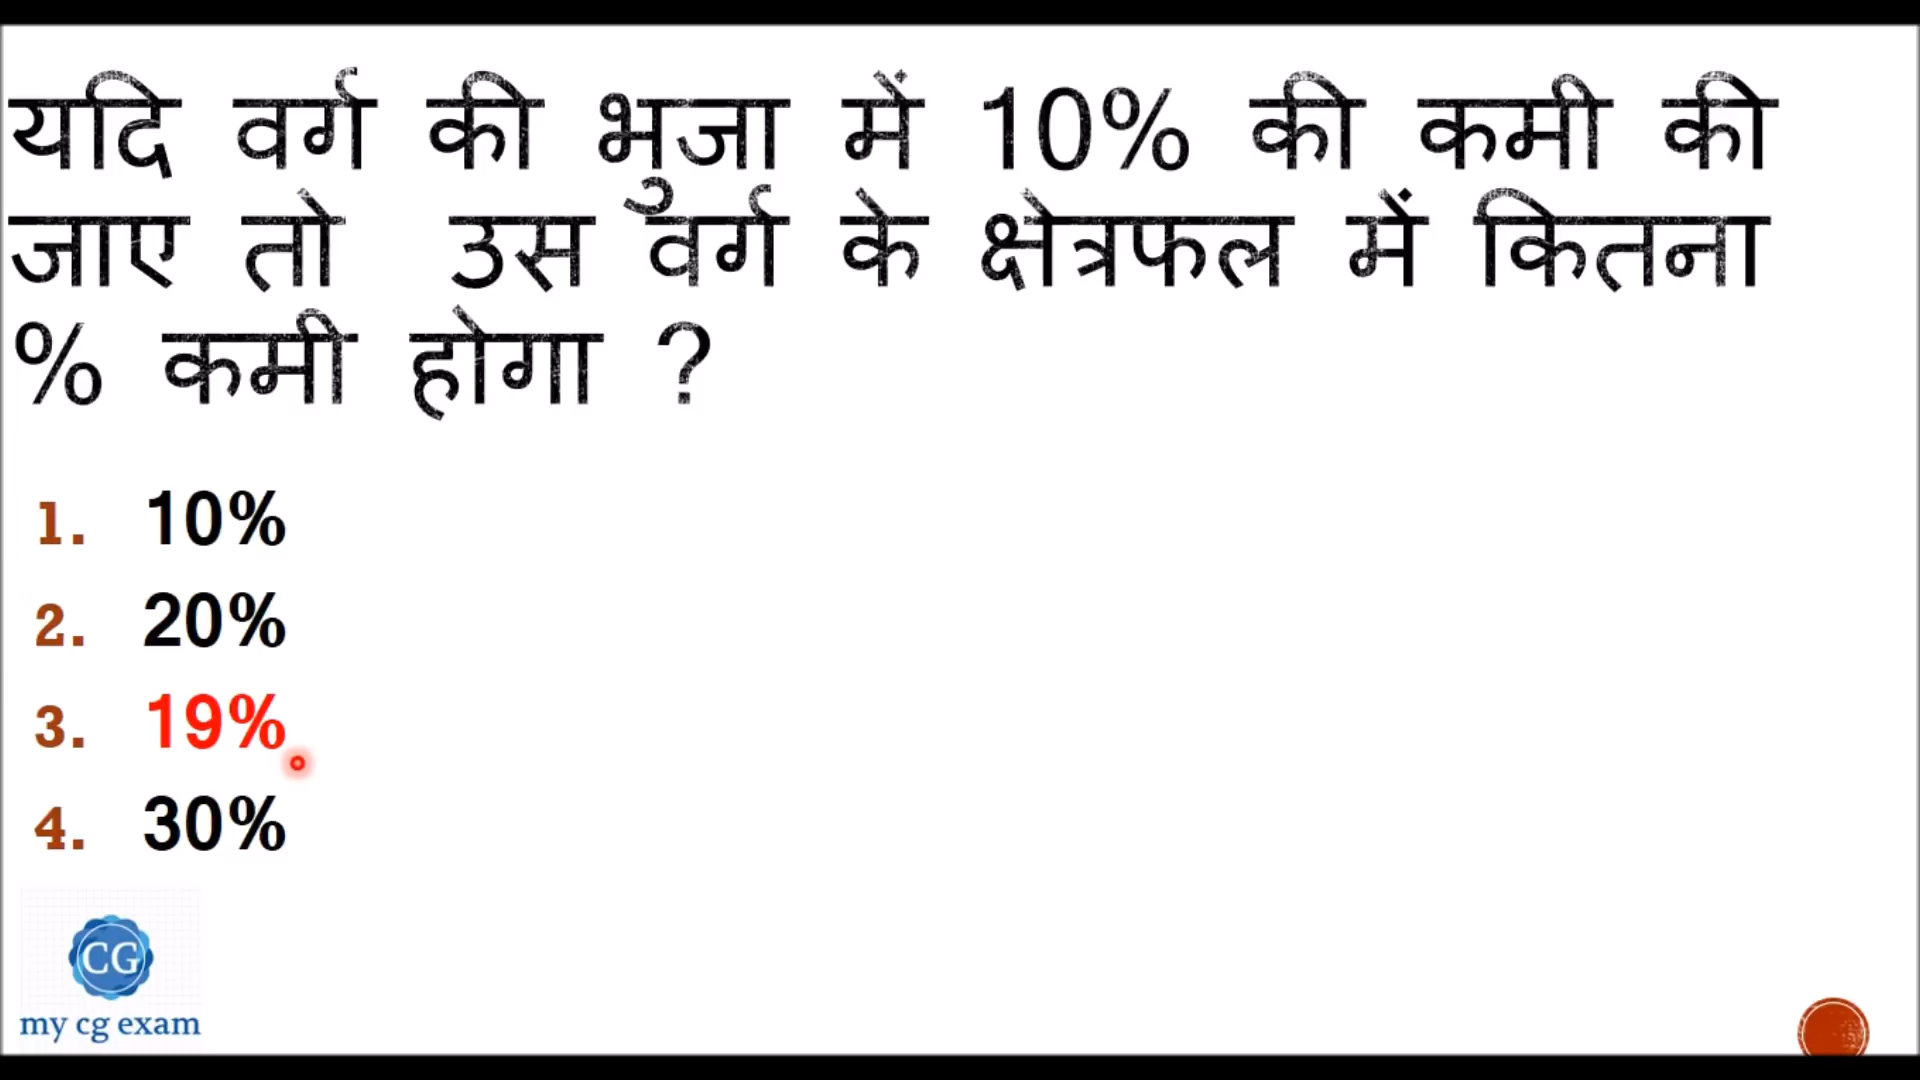 यदि वर्ग की भुजा में 10% की कमी की
जाए तो उस वर्ग के क्षेत्रफल में कितना
% कमी होगा ?
1. 10%
2. 20%
3. 19%
4. 30%
CG
my cg exam